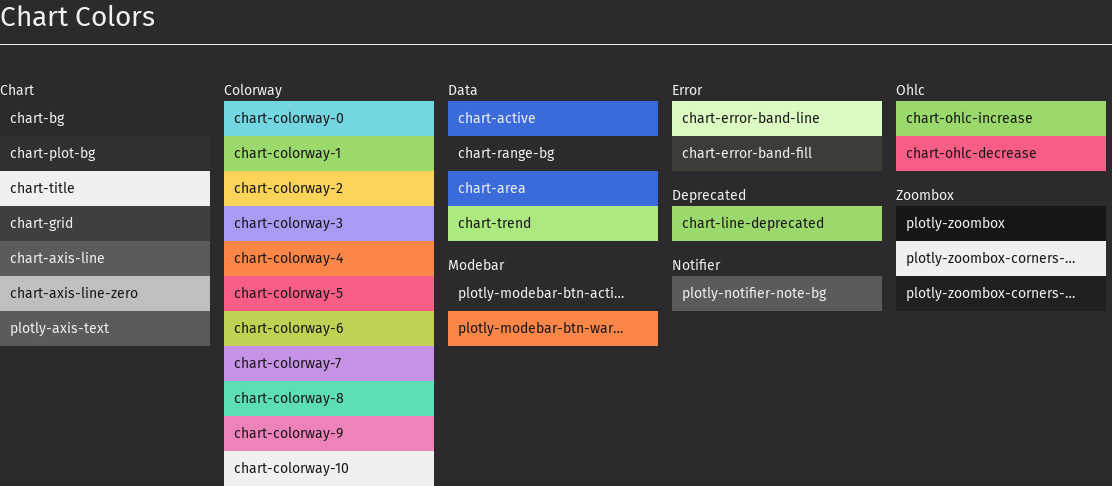 Chart Colors
Chart
chart-bg
chart-plot-bg
chart-title
chart-grid
chart-axis-line
chart-axis-line-zero
plotly-axis-text
Colorway
chart-colorway-0
chart-colorway-1
chart-colorway-2
chart-colorway-3
chart-colorway-4
chart-colorway-5
chart-colorway-6
chart-colorway-7
chart-colorway-8
chart-colorway-9
chart-colorway-10
Data
chart-active
chart-range-bg
chart-area
chart-trend
Modebar
plotly-modebar-btn-acti...
plotly-modebar-btn-war...
Error
chart-error-band-line
chart-error-band-fill
Deprecated
chart-line-deprecated
Notifier
plotly-notifier-note-bg
Ohlc
chart-ohlc-increase
chart-ohlc-decrease
Zoombox
plotly-zoombox
plotly-zoombox-corners-...
plotly-zoombox-corners-...